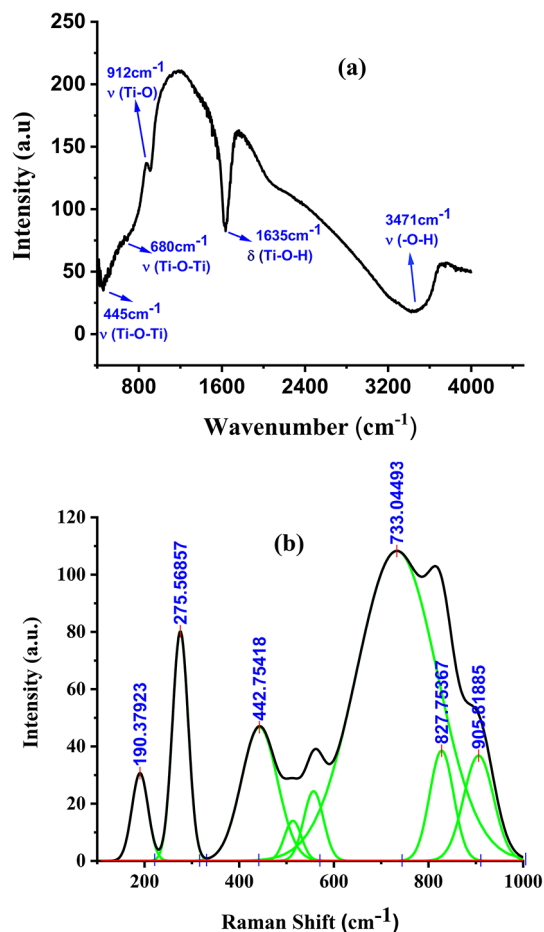 250
(a)
912cm-1
ν (Ti-O)
200
150
3471cm-1
ν (-O-H)
100
1635cm-1
δ (Ti-O-H)
680cm-1
ν (Ti-O-Ti)
50
445cm-1
ν (Ti-O-Ti)
0
Intensity (a.u)
800 1600 2400 3200 4000
Wavenumber (cm-1)
733.04493
120
(b)
275.56857
100
80
442.75418
190.37923
827.75367
905.81885
60
40
20
0
Intensity (a.u.)
200 400 600 800 1000
Raman Shift (cm-1)